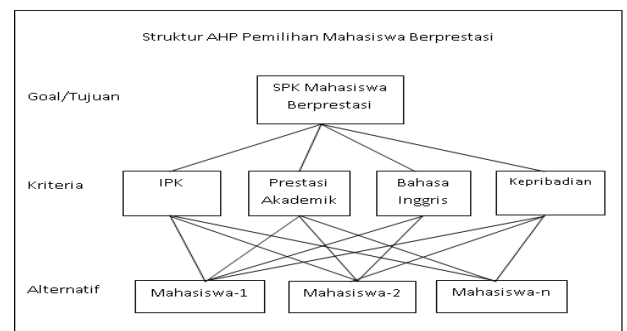 Struktur AHP Pemilihan Mahasiswa Berprestasi
Goal/Tujuan
SPK Mahasiswa
Berprestasi
Kriteria
IPK
Prestasi
Akademik
Bahasa
Inggris
Kepribadian
Alternatif
Mahasiswa-1
Mahasiswa-2
Mahasiswa-n